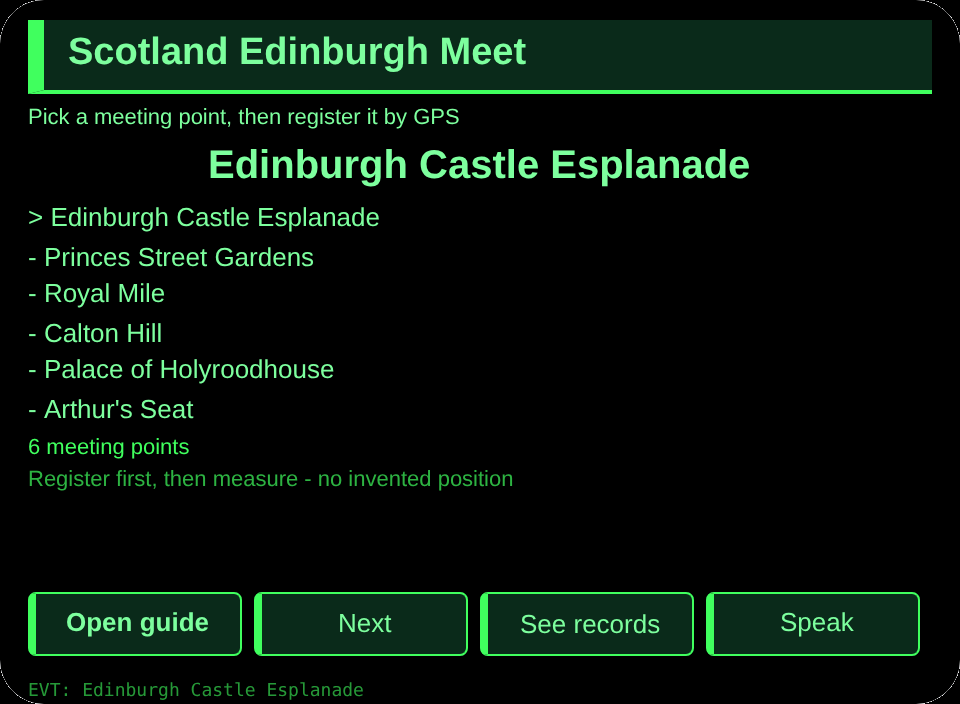 Scotland Edinburgh Meet
Pick a meeting point, then register it by GPS
Edinburgh Castle Esplanade
> Edinburgh Castle Esplanade
- Princes Street Gardens
- Royal Mile
- Calton Hill
- Palace of Holyroodhouse
- Arthur's Seat
6 meeting points
Register first, then measure - no invented position
Open guide
Next
See records
Speak
EVT: Edinburgh Castle Esplanade